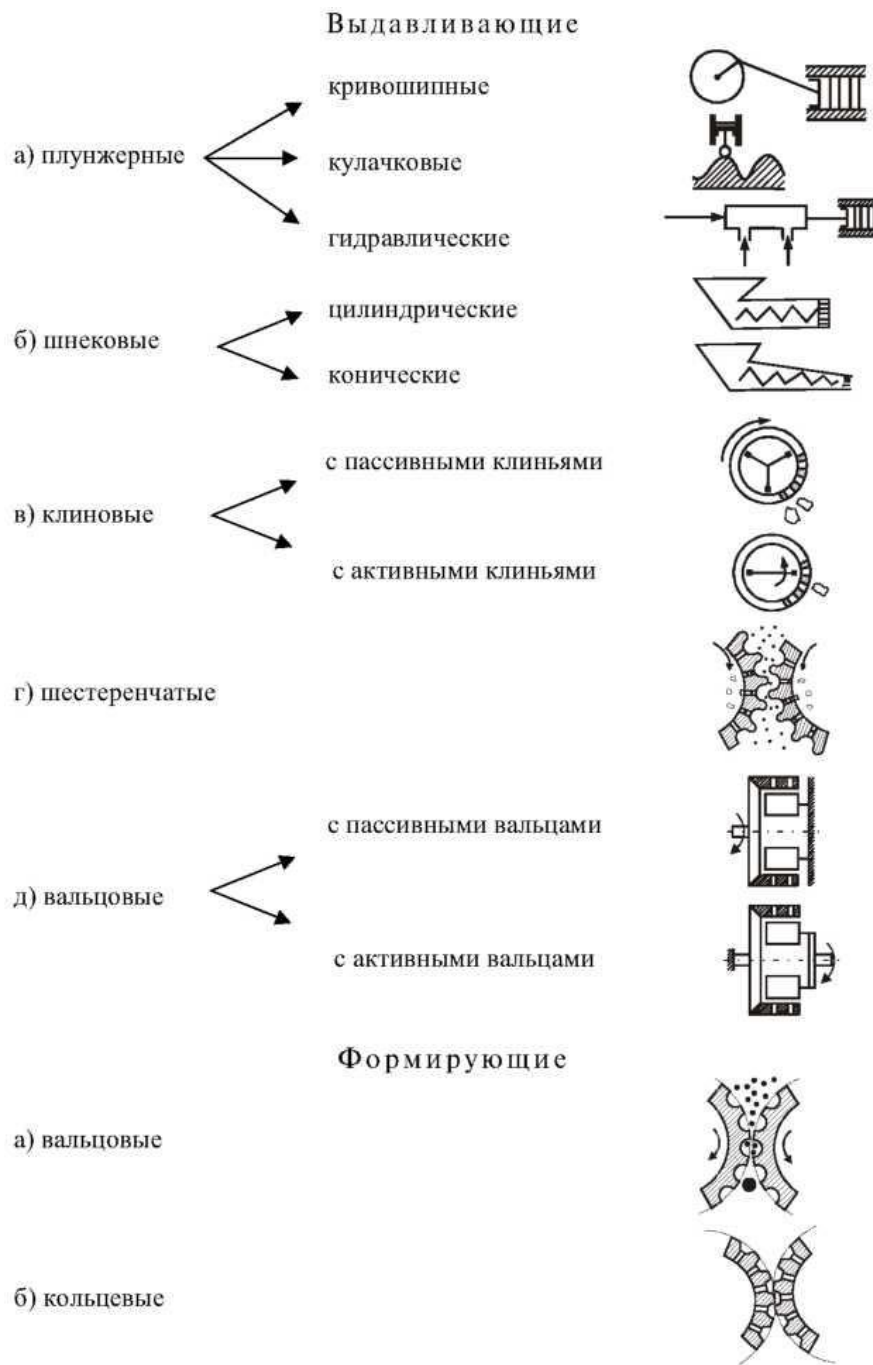 Выдавливающие
кривошипные
а) плунжерные
кулачковые
гидравлические
цилиндрические
б) шнековые
конические
с пассивными клиньями
в) клиновые
с активными клиньями
г) шестеренчатые
с пассивными вальцами
д) вальцовые
с активными вальцами
Формирующие
а) вальцовые
б) кольцевые